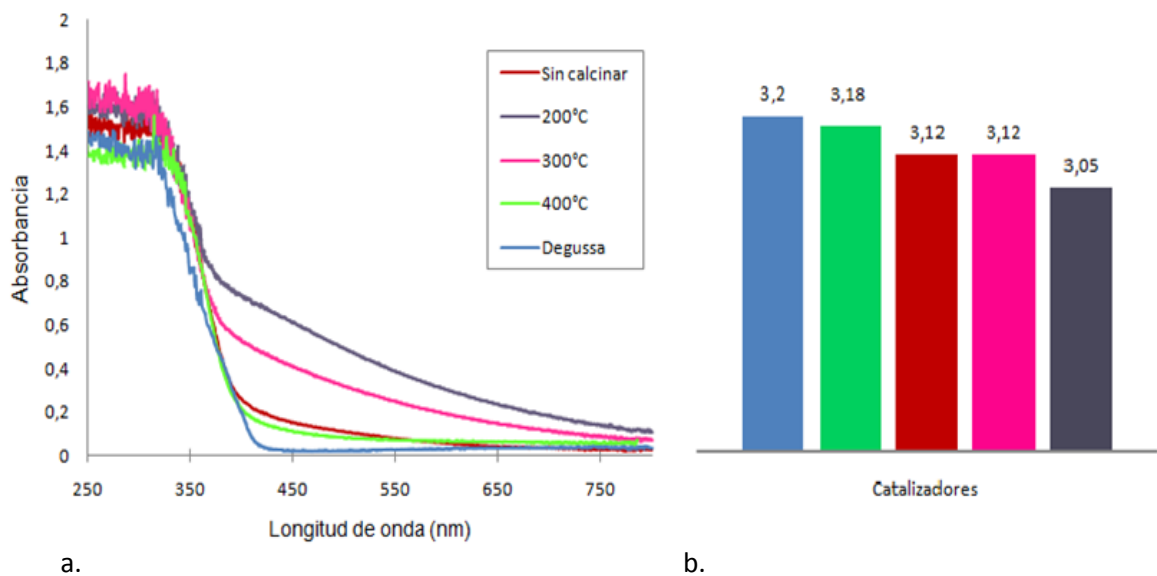 2
1,8
1,6
1,4
1,2
1
0,8
0,6
0,4
0,2
0
Absorbancia
250 350 450 550 650 750
Longitud de onda (nm)
Sin calcinar
200°C
300°C
400°C
Degussa
a.
3,2
3,18
3,12
3,12
3,05
Catalizadores
b.